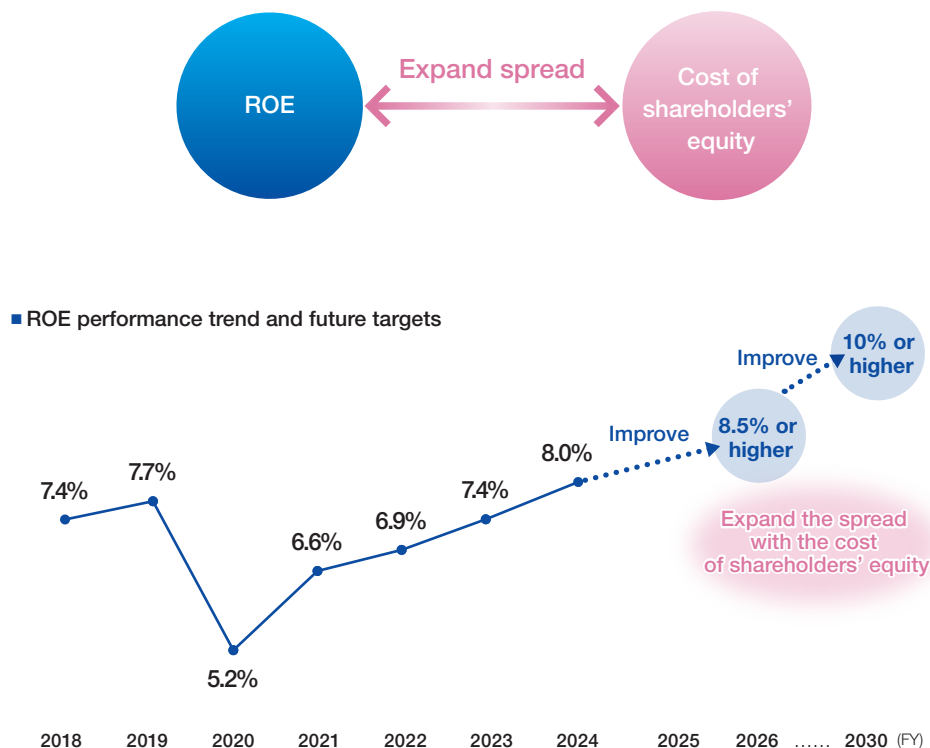 ROE
Expand spread
Cost of
shareholders’
equity
■ ROE performance trend and future targets
7.4%
7.7%
5.2%
6.6%
6.9%
7.4%
8.0%
Improve
8.5% or
higher
Improve
10% or
higher
Expand the spread
with the cost
of shareholders’ equity
2018 2019 2020 2021 2022 2023 2024 2025 2026 …… 2030 (FY)